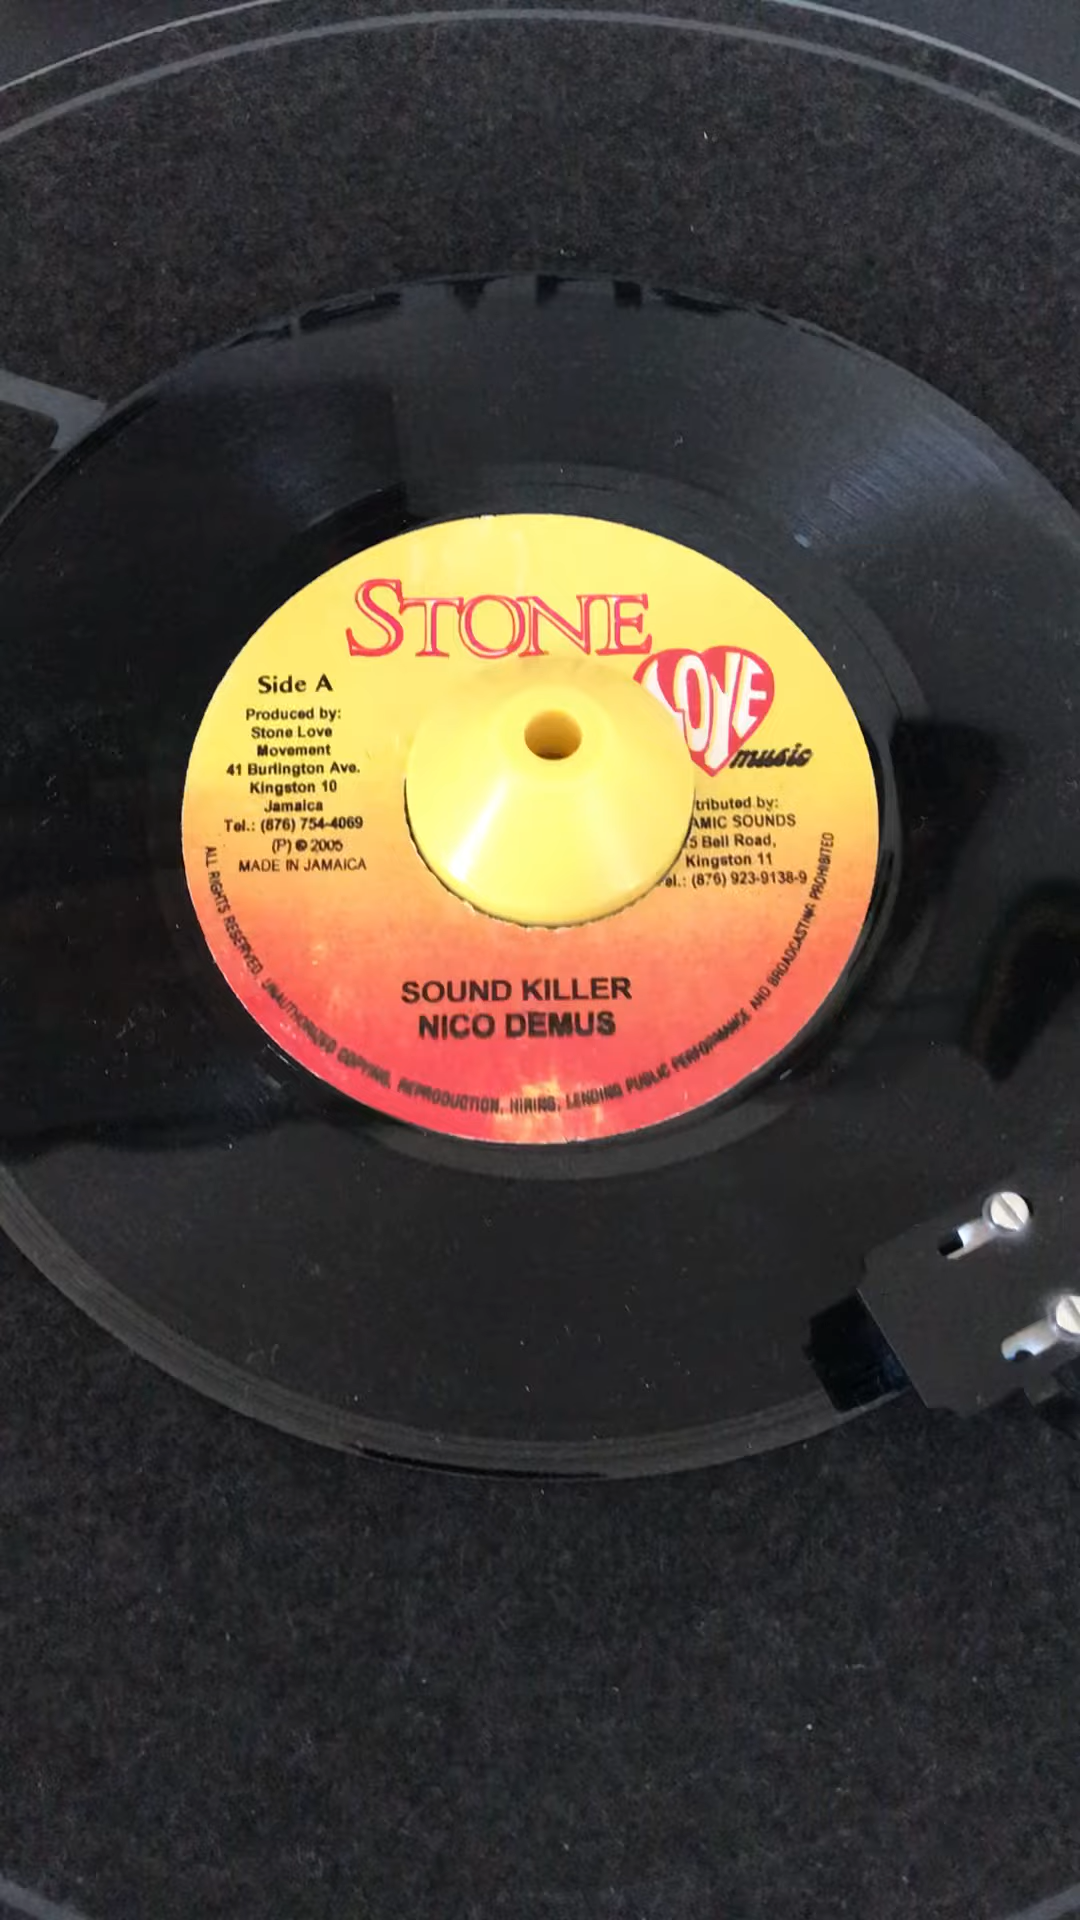 STONE
LOVE
music
Side A
Produced by:
Stone Love
Movement
41 Burlington Ave.
Kingston 10
Jamaica
Tel.: (876) 754-4069
(P) © 2005
MADE IN JAMAICA
tributed by:
AMIC SOUNDS
5 Bell Road,
Kingston 11
el.: (876) 923-9138-9
SOUND KILLER
NICO DEMUS
ALL RIGHTS RESERVED. UNAUTHORIZED COPYING, REPRODUCTION, HIRING, LENDING PUBLIC PERFORMANCE AND BROADCASTING PROHIBITED